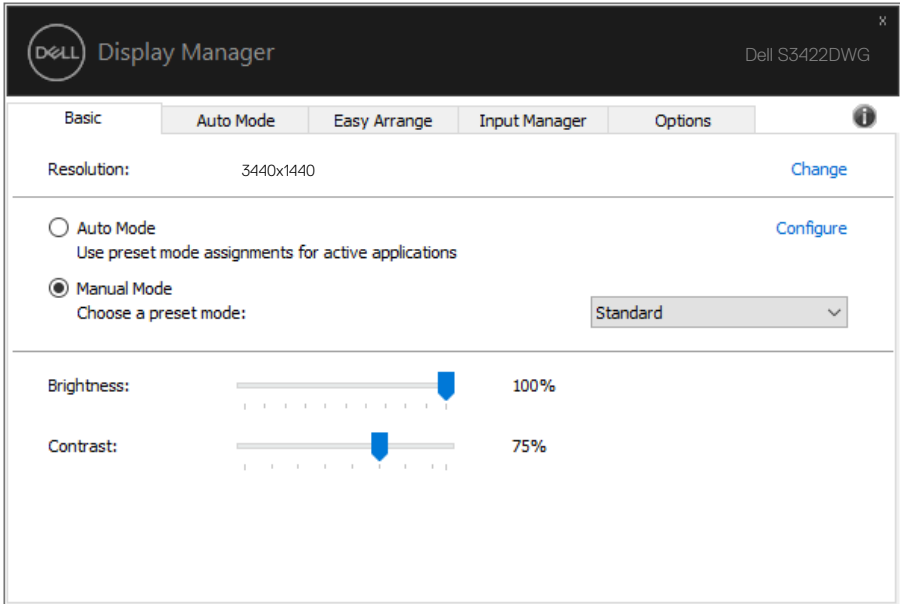 x
DELL Display Manager
Dell S3422DWG
Basic Auto Mode Easy Arrange Input Manager Options i
Resolution: 3440x1440 Change
Auto Mode Configure
Use preset mode assignments for active applications
Manual Mode
Choose a preset mode: Standard
Brightness: 100%
Contrast: 75%